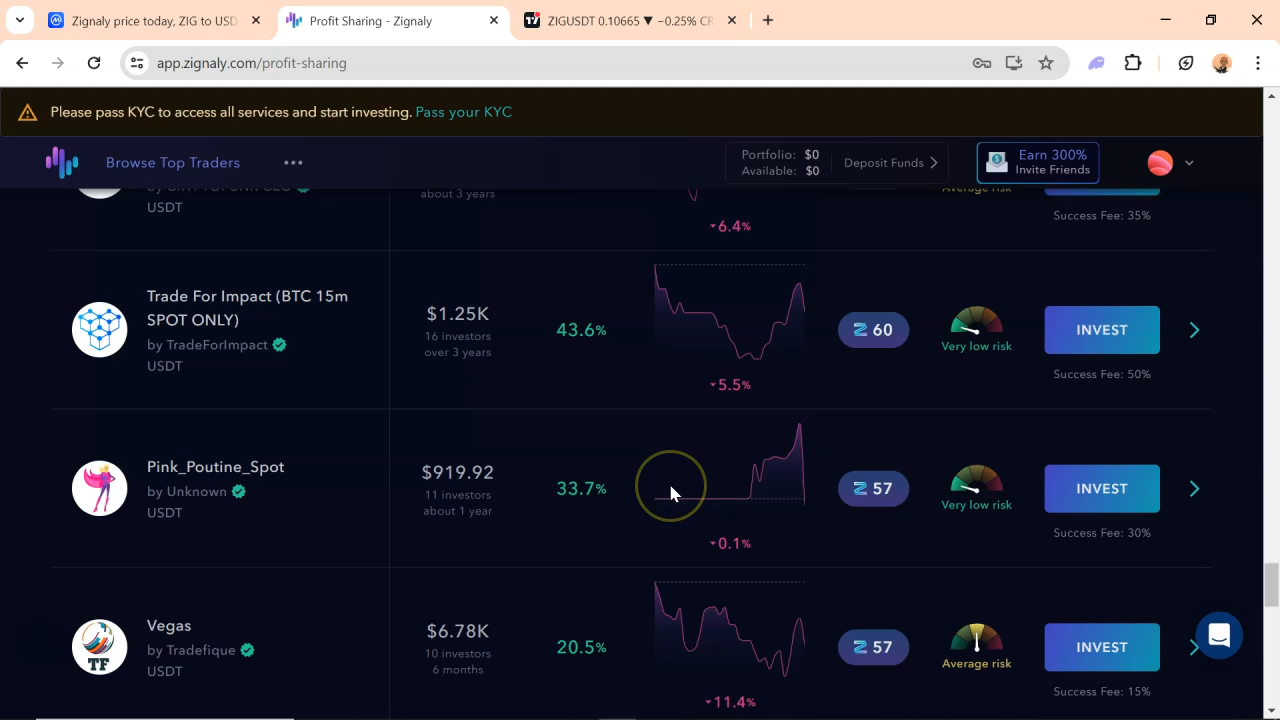 Zignaly price today, ZIG to USD
Profit Sharing - Zignaly
ZIGUSDT 0.10665 ▼ −0.25% CR
app.zignaly.com/profit-sharing
Please pass KYC to access all services and start investing. Pass your KYC
Browse Top Traders
Portfolio: $0
Available: $0
Deposit Funds
Earn 300%
Invite Friends
USDT
about 3 years
6.4%
Success Fee: 35%
Trade For Impact (BTC 15m
SPOT ONLY)
by TradeForImpact
USDT
$1.25K
16 investors
over 3 years
43.6%
5.5%
60
Very low risk
INVEST
Success Fee: 50%
Pink_Poutine_Spot
by Unknown
USDT
$919.92
11 investors
about 1 year
33.7%
0.1%
57
Very low risk
INVEST
Success Fee: 30%
Vegas
by Tradefique
USDT
TF
$6.78K
10 investors
6 months
20.5%
11.4%
57
Average risk
INVEST
Success Fee: 15%